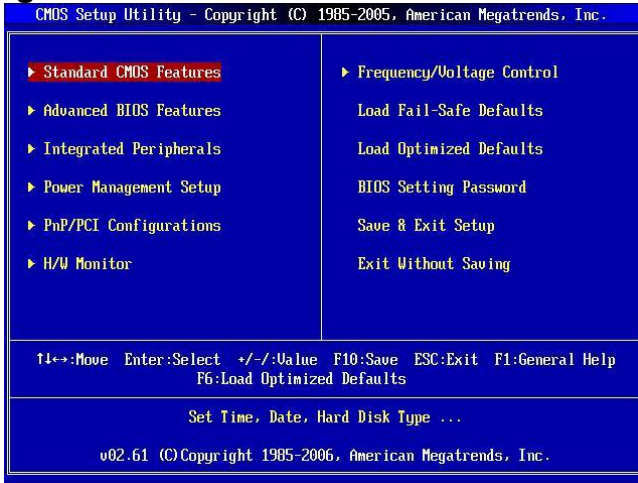 CMOS Setup Utility - Copyright (C) 1985-2005, American Megatrends, Inc.
Standard CMOS Features
Advanced BIOS Features
Integrated Peripherals
Power Management Setup
PnP/PCI Configurations
H/W Monitor
Frequency/Voltage Control
Load Fail-Safe Defaults
Load Optimized Defaults
BIOS Setting Password
Save & Exit Setup
Exit Without Saving
↑↓↔:Move Enter:Select +/-/:Value F10:Save ESC:Exit F1:General Help
F6:Load Optimized Defaults
Set Time, Date, Hard Disk Type ...
v02.61 (C)Copyright 1985-2006, American Megatrends, Inc.